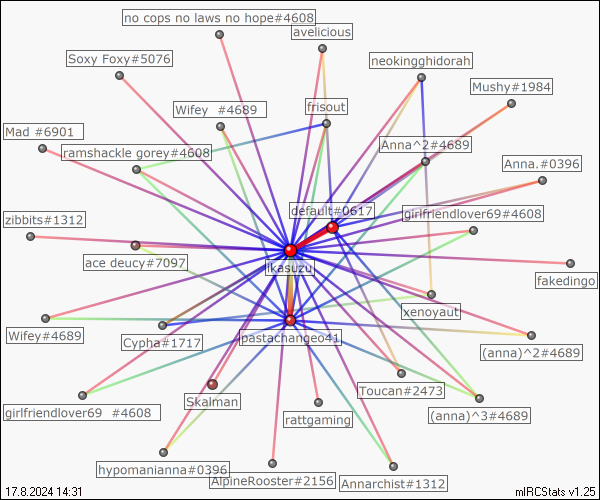 no cops no laws no hope#4608
avelicious
Soxy Foxy#5076
neokingghidorah
Mushy#1984
Wifey  #4689
frisout
Mad #6901
ramshackle gorey#4608
Anna^2#4689
Anna.#0396
default#0617
zibbits#1312
girlfriendlover69#4608
ace deucy#7097
ikasuzu
fakedingo
xenoyaut
Wifey#4689
Cypha#1717
pastachangeo41
(anna)^2#4689
Toucan#2473
Skalman
girlfriendlover69  #4608
rattgaming
(anna)^3#4689
hypomanianna#0396
AlpineRooster#2156
Annarchist#1312
17.8.2024 14:31
mIRCStats v1.25